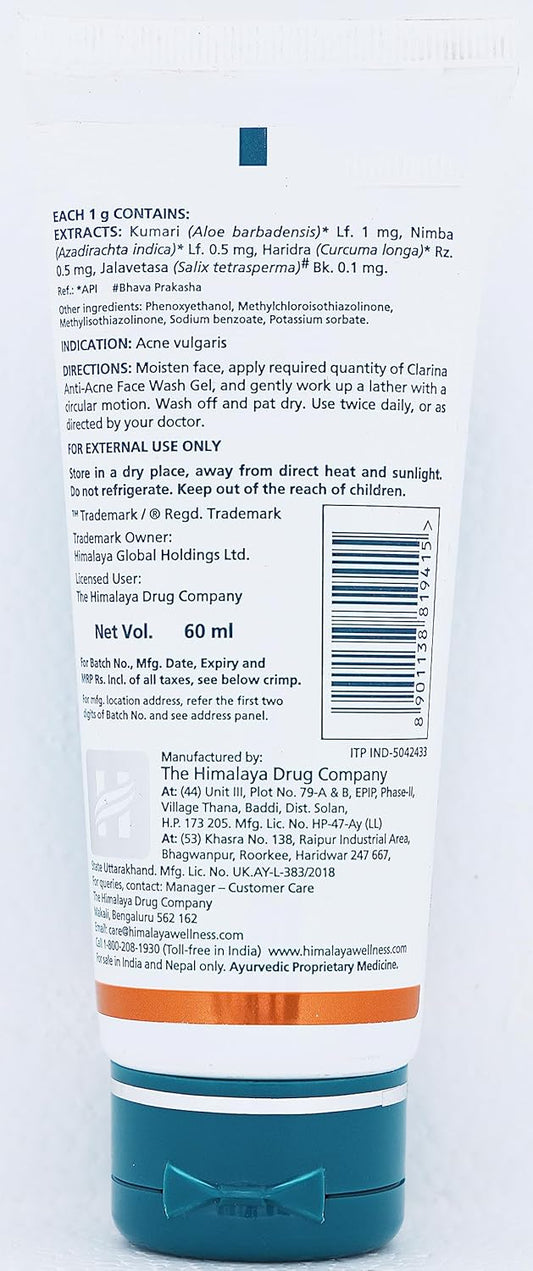 EACH 1 g CONTAINS:
EXTRACTS: Kumari (Aloe barbadensis)* Lf. 1 mg, Nimba
(Azadirachta indica)* Lf. 0.5 mg, Haridra (Curcuma longa)* Rz.
0.5 mg, Jalavetasa (Salix tetrasperma)# Bk. 0.1 mg.
Ref.: *API #Bhava Prakasha
Other ingredients: Phenoxyethanol, Methylchloroisothiazolinone,
Methylisothiazolinone, Sodium benzoate, Potassium sorbate.
INDICATION: Acne vulgaris
DIRECTIONS: Moisten face, apply required quantity of Clarina
Anti-Acne Face Wash Gel, and gently work up a lather with a
circular motion. Wash off and pat dry. Use twice daily, or as
directed by your doctor.
FOR EXTERNAL USE ONLY
Store in a dry place, away from direct heat and sunlight.
Do not refrigerate. Keep out of the reach of children.
™ Trademark / ® Regd. Trademark
Trademark Owner:
Himalaya Global Holdings Ltd.
Licensed User:
The Himalaya Drug Company
Net Vol. 60 ml
For Batch No., Mfg. Date, Expiry and
MRP Rs. Incl. of all taxes, see below crimp.
For mfg. location address, refer the first two
digits of Batch No. and see address panel.
8 901138 819415 >
ITP IND-5042433
Manufactured by:
The Himalaya Drug Company
At: (44) Unit III, Plot No. 79-A & B, EPIP, Phase-II,
Village Thana, Baddi, Dist. Solan,
H.P. 173 205. Mfg. Lic. No. HP-47-Ay (LL)
At: (53) Khasra No. 138, Raipur Industrial Area,
Bhagwanpur, Roorkee, Haridwar 247 667,
State Uttarakhand. Mfg. Lic. No. UK.AY-L-383/2018
For queries, contact: Manager – Customer Care
The Himalaya Drug Company
Makali, Bengaluru 562 162
Email: care@himalayawellness.com
Call 1-800-208-1930 (Toll-free in India) www.himalayawellness.com
For sale in India and Nepal only. Ayurvedic Proprietary Medicine.